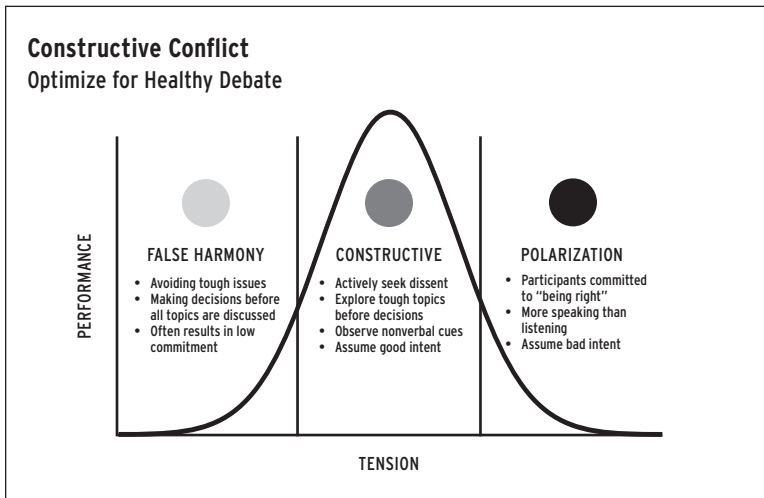 Constructive Conflict
Optimize for Healthy Debate
PERFORMANCE
FALSE HARMONY
• Avoiding tough issues
• Making decisions before
all topics are discussed
• Often results in low
commitment
CONSTRUCTIVE
• Actively seek dissent
• Explore tough topics
before decisions
• Observe nonverbal cues
• Assume good intent
POLARIZATION
• Participants committed
to “being right”
• More speaking than
listening
• Assume bad intent
TENSION